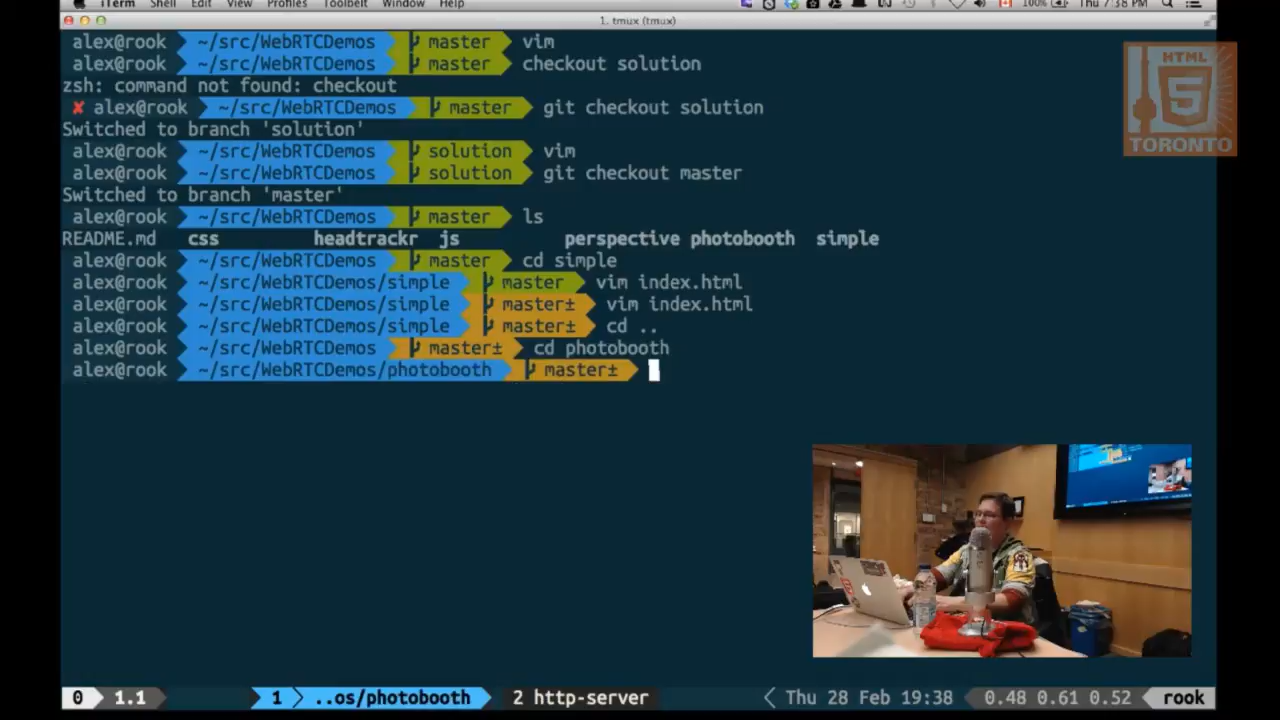 iTerm Shell Edit View Profiles Toolbelt Window Help 100% Thu 7:38 PM
1. tmux (tmux)
alex@rook ~/src/WebRTCDemos master vim
alex@rook ~/src/WebRTCDemos master checkout solution
zsh: command not found: checkout
✘ alex@rook ~/src/WebRTCDemos master git checkout solution
Switched to branch 'solution'
alex@rook ~/src/WebRTCDemos solution vim
alex@rook ~/src/WebRTCDemos solution git checkout master
Switched to branch 'master'
alex@rook ~/src/WebRTCDemos master ls
README.md css headtrackr js perspective photobooth simple
alex@rook ~/src/WebRTCDemos master cd simple
alex@rook ~/src/WebRTCDemos/simple master vim index.html
alex@rook ~/src/WebRTCDemos/simple master± vim index.html
alex@rook ~/src/WebRTCDemos/simple master± cd ..
alex@rook ~/src/WebRTCDemos master± cd photobooth
alex@rook ~/src/WebRTCDemos/photobooth master±
HTML
5
TORONTO
0 1.1 1 ..os/photobooth 2 http-server Thu 28 Feb 19:38 0.48 0.61 0.52 rook